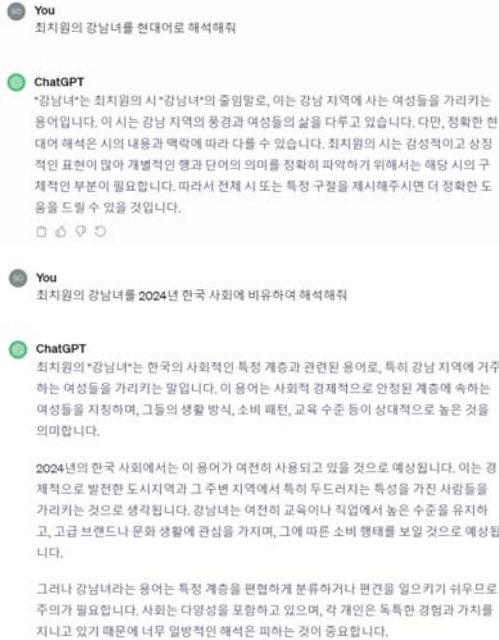 You
최치원의 강남녀를 현대어로 해석해줘
ChatGPT
"강남녀"는 최치원의 시 "강남녀"의 줄임말로, 이는 강남 지역에 사는 여성들을 가리키는
용어입니다. 이 시는 강남 지역의 풍경과 여성들의 삶을 다루고 있습니다. 다만, 정확한 현
대어 해석은 시의 내용과 맥락에 따라 다를 수 있습니다. 최치원의 시는 감성적이고 상징
적인 표현이 많아 개별적인 행과 단어의 의미를 정확히 파악하기 위해서는 해당 시의 구
체적인 부분이 필요합니다. 따라서 전체 시 또는 특정 구절을 제시해주시면 더 정확한 도
움을 드릴 수 있을 것입니다.
You
최치원의 강남녀를 2024년 한국 사회에 비유하여 해석해줘
ChatGPT
최치원의 "강남녀"는 한국의 사회적인 특정 계층과 관련된 용어로, 특히 강남 지역에 거주
하는 여성들을 가리키는 말입니다. 이 용어는 사회적 경제적으로 안정된 계층에 속하는
여성들을 지칭하며, 그들의 생활 방식, 소비 패턴, 교육 수준 등이 상대적으로 높은 것을
의미합니다.
2024년의 한국 사회에서는 이 용어가 여전히 사용되고 있을 것으로 예상됩니다. 이는 경
제적으로 발전한 도시지역과 그 주변 지역에서 특히 두드러지는 특성을 가진 사람들을
가리키는 것으로 생각됩니다. 강남녀는 여전히 교육이나 직업에서 높은 수준을 유지하
고, 고급 브랜드나 문화 생활에 관심을 가지며, 그에 따른 소비 행태를 보일 것으로 예상됩
니다.
그러나 강남녀라는 용어는 특정 계층을 편협하게 분류하거나 편견을 일으키기 쉬우므로
주의가 필요합니다. 사회는 다양성을 포함하고 있으며, 각 개인은 독특한 경험과 가치를
지니고 있기 때문에 너무 일방적인 해석은 피하는 것이 중요합니다.